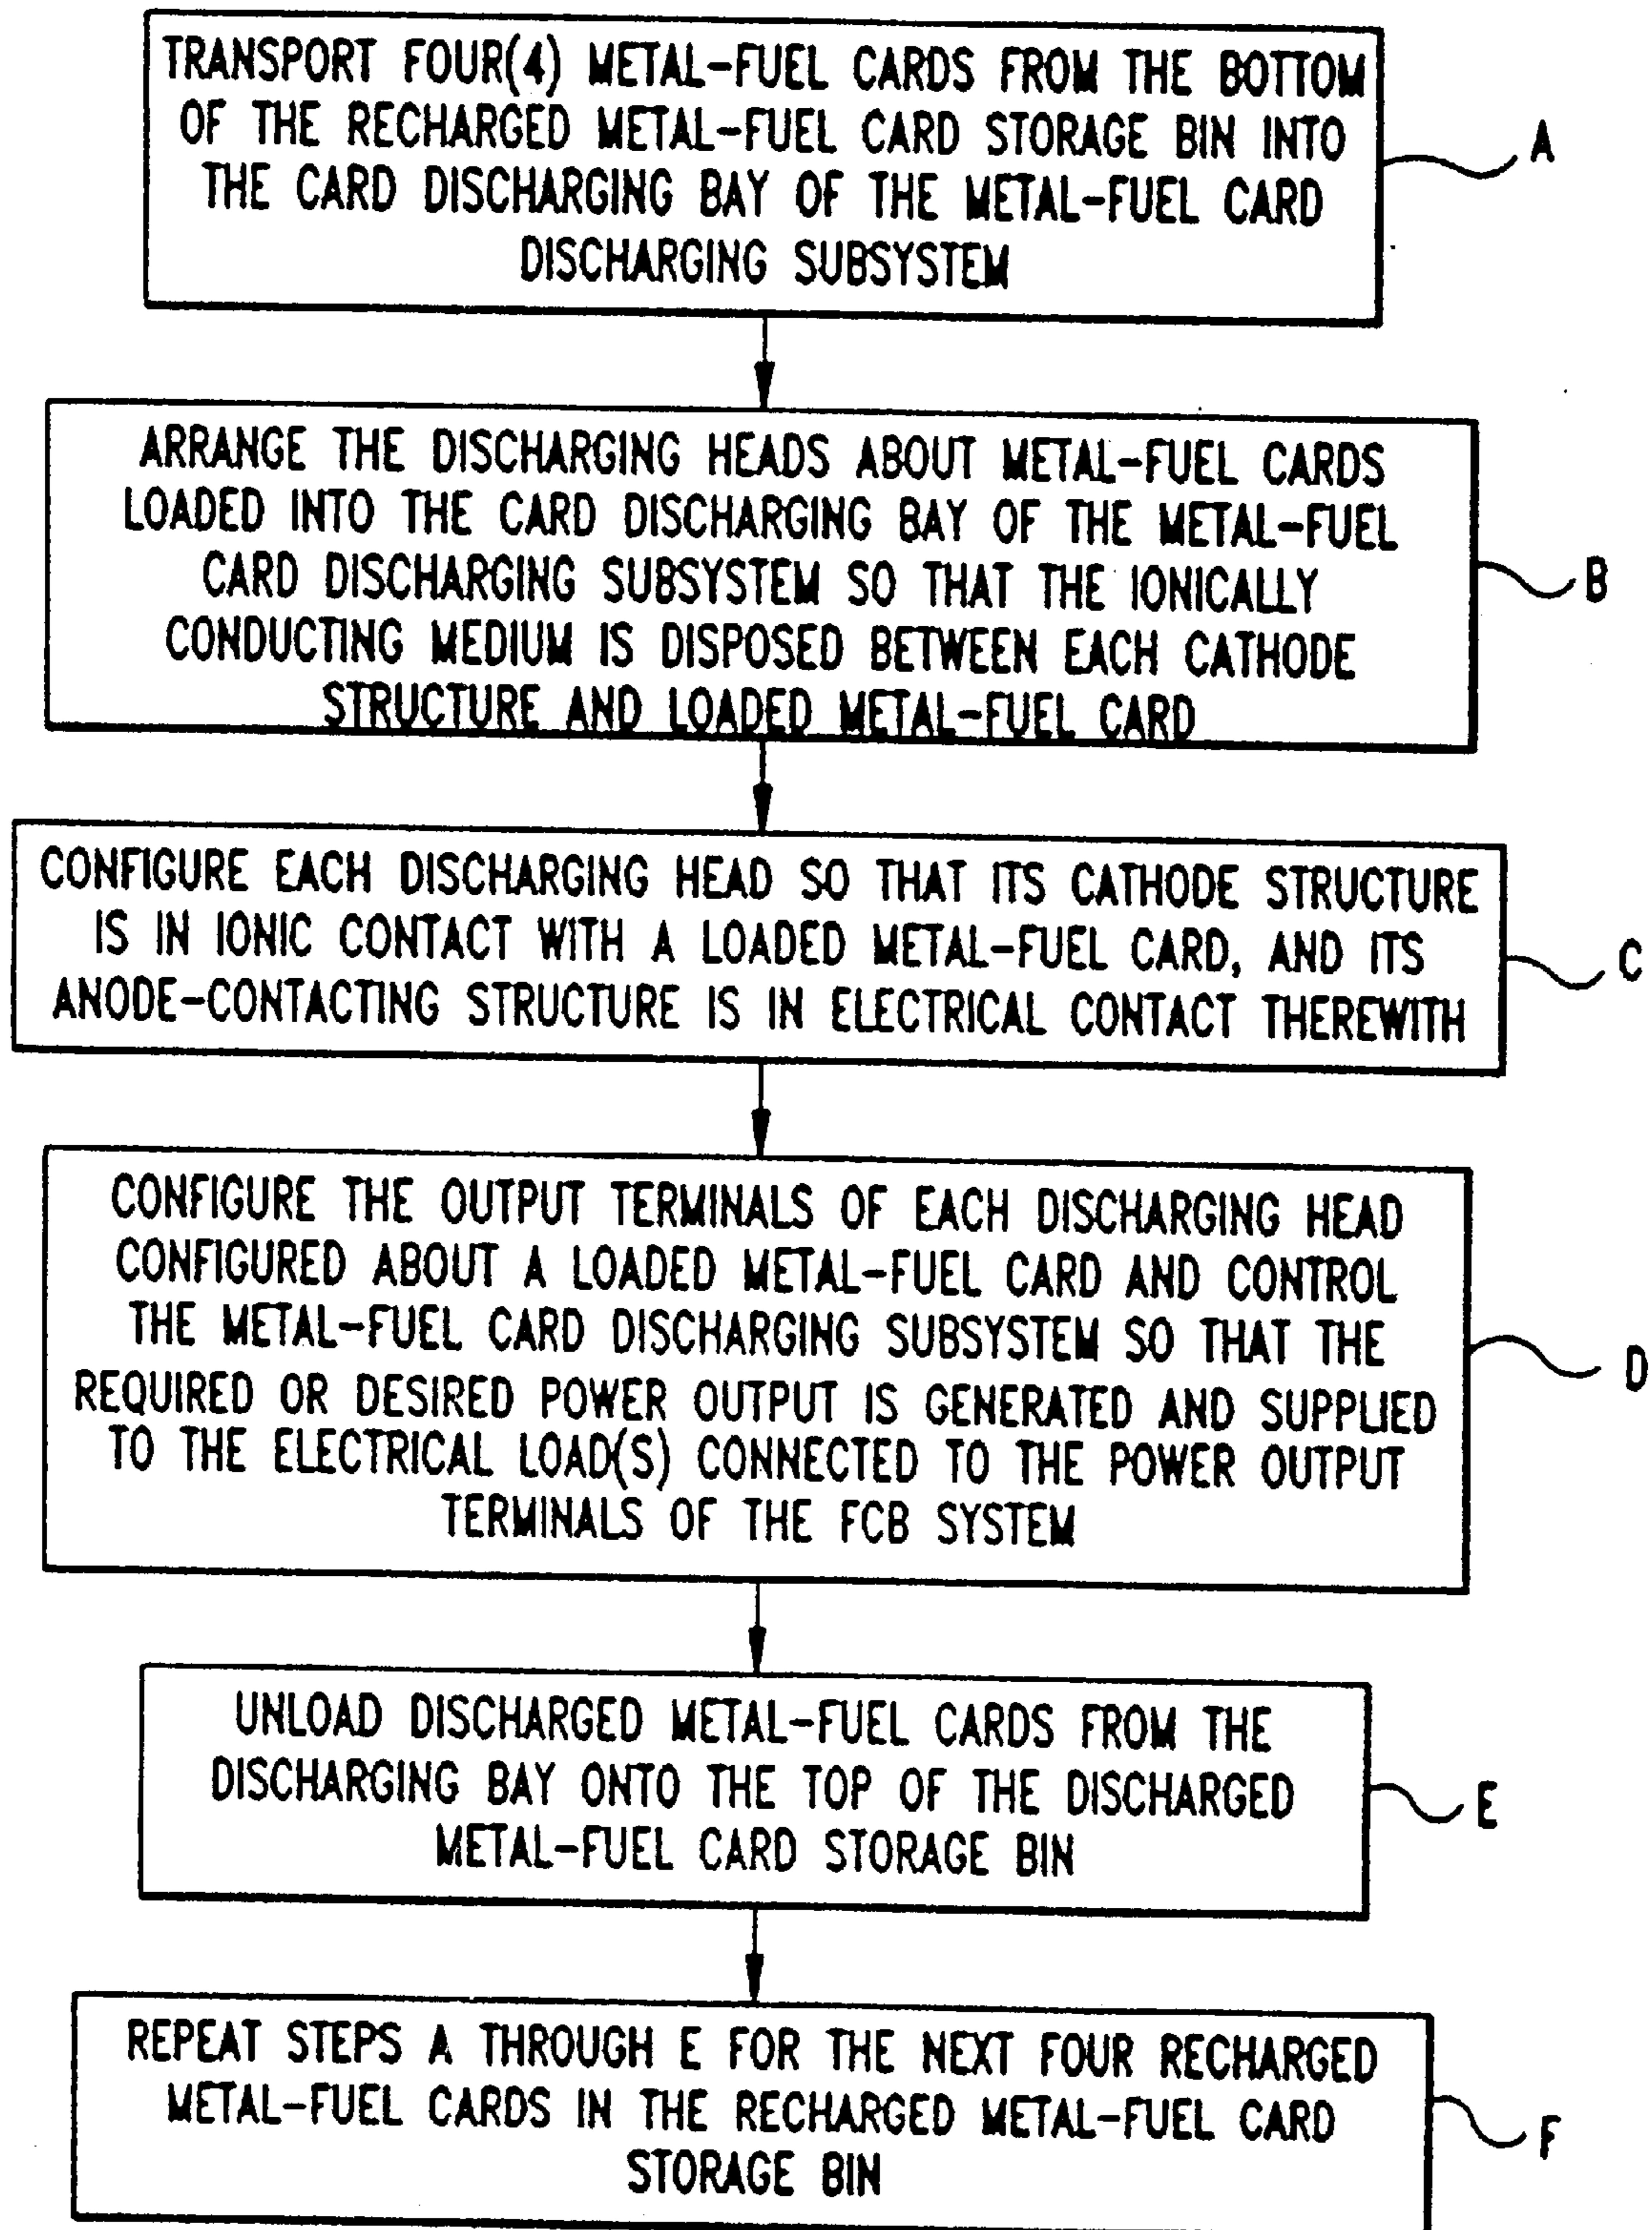 TRANSPORT FOUR(4) METAL-FUEL CARDS FROM THE BOTTOM
OF THE RECHARGED METAL-FUEL CARD STORAGE BIN INTO
THE CARD DISCHARGING BAY OF THE METAL-FUEL CARD
DISCHARGING SUBSYSTEM
A
ARRANGE THE DISCHARGING HEADS ABOUT METAL-FUEL CARDS
LOADED INTO THE CARD DISCHARGING BAY OF THE METAL-FUEL
CARD DISCHARGING SUBSYSTEM SO THAT THE IONICALLY
CONDUCTING MEDIUM IS DISPOSED BETWEEN EACH CATHODE
STRUCTURE AND LOADED METAL-FUEL CARD
B
CONFIGURE EACH DISCHARGING HEAD SO THAT ITS CATHODE STRUCTURE
IS IN IONIC CONTACT WITH A LOADED METAL-FUEL CARD, AND ITS
ANODE-CONTACTING STRUCTURE IS IN ELECTRICAL CONTACT THEREWITH
C
CONFIGURE THE OUTPUT TERMINALS OF EACH DISCHARGING HEAD
CONFIGURED ABOUT A LOADED METAL-FUEL CARD AND CONTROL
THE METAL-FUEL CARD DISCHARGING SUBSYSTEM SO THAT THE
REQUIRED OR DESIRED POWER OUTPUT IS GENERATED AND SUPPLIED
TO THE ELECTRICAL LOAD(S) CONNECTED TO THE POWER OUTPUT
TERMINALS OF THE FCB SYSTEM
D
UNLOAD DISCHARGED METAL-FUEL CARDS FROM THE
DISCHARGING BAY ONTO THE TOP OF THE DISCHARGED
METAL-FUEL CARD STORAGE BIN
E
REPEAT STEPS A THROUGH E FOR THE NEXT FOUR RECHARGED
METAL-FUEL CARDS IN THE RECHARGED METAL-FUEL CARD
STORAGE BIN
F